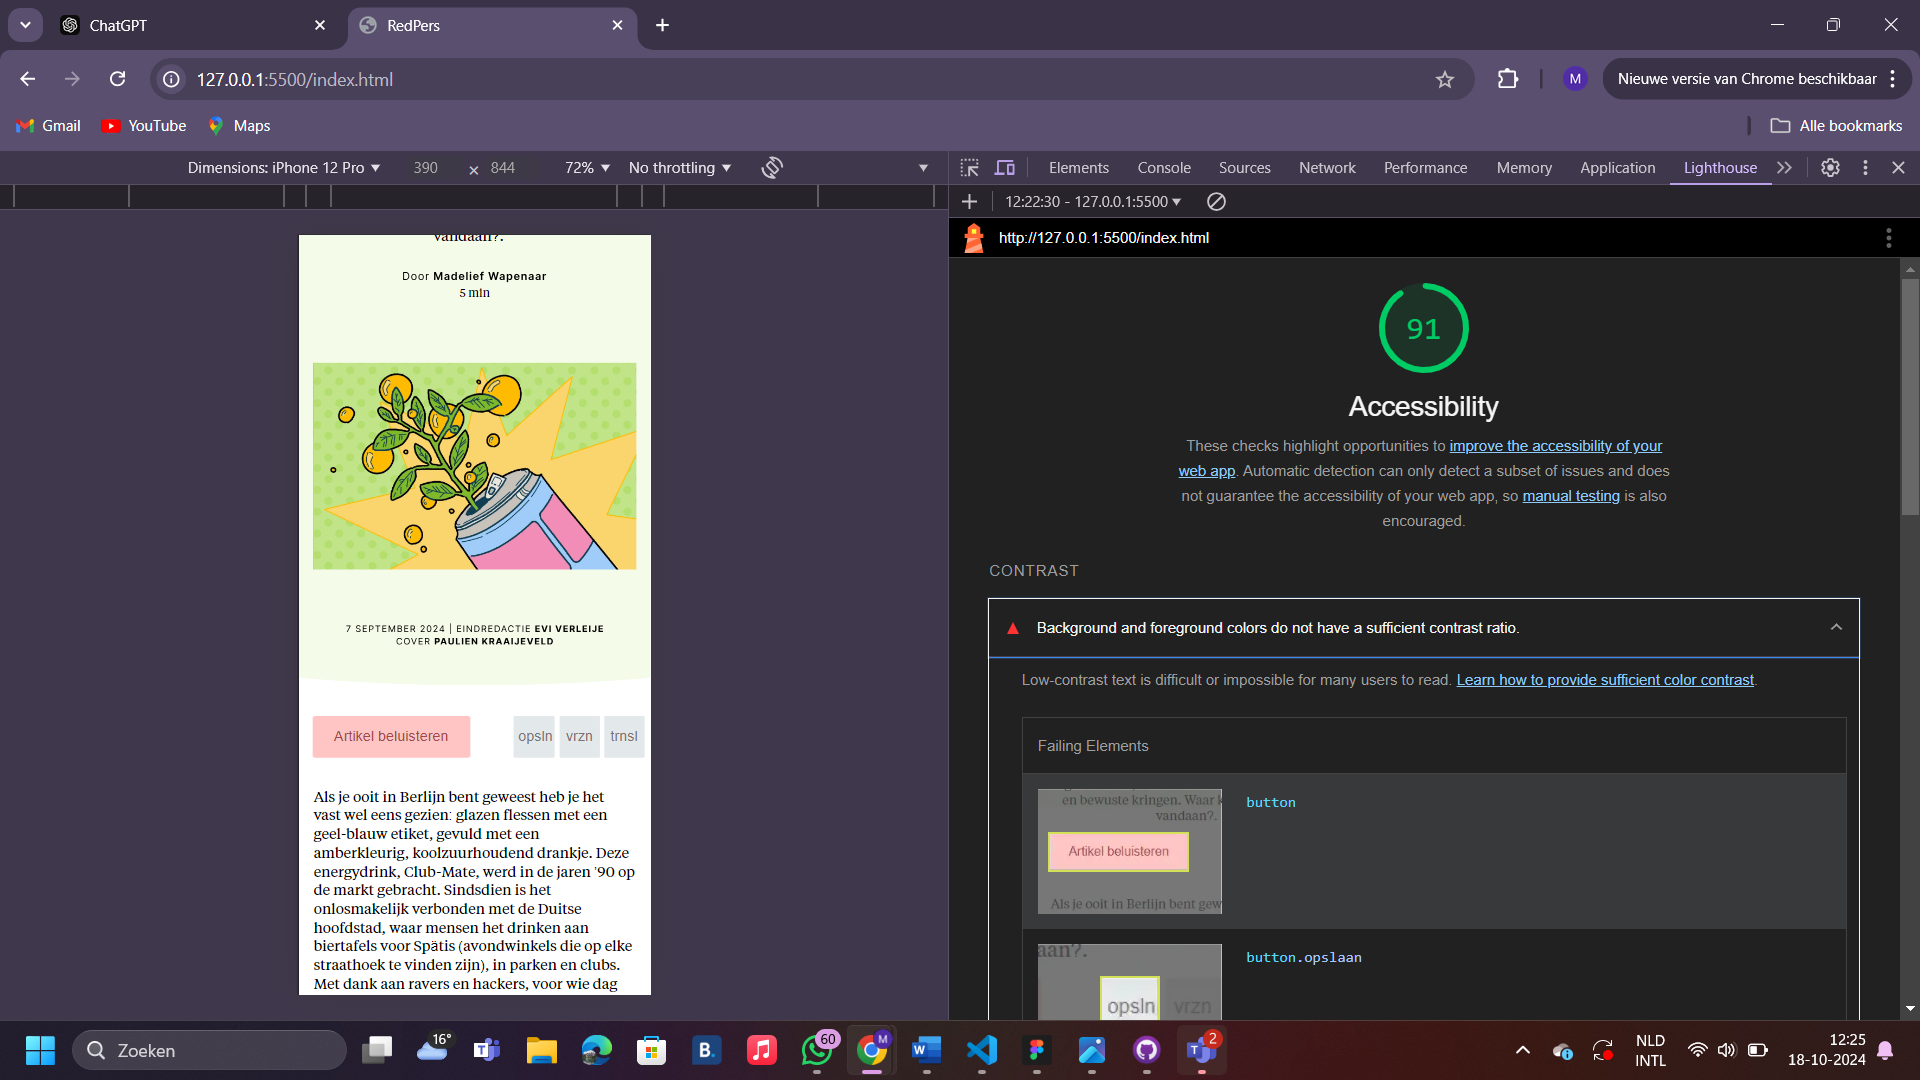 ChatGPT
RedPers
127.0.0.1:5500/index.html
M
Nieuwe versie van Chrome beschikbaar
Gmail
YouTube
Maps
Alle bookmarks
Dimensions: iPhone 12 Pro
390
×
844
72%
No throttling
Elements
Console
Sources
Network
Performance
Memory
Application
Lighthouse
12:22:30 - 127.0.0.1:5500
http://127.0.0.1:5500/index.html
vandaan?.
Door Madelief Wapenaar
5 min
7 SEPTEMBER 2024 | EINDREDACTIE EVI VERLEIJE
COVER PAULIEN KRAAIJEVELD
Artikel beluisteren
opsln
vrzn
trnsl
Als je ooit in Berlijn bent geweest heb je het
vast wel eens gezien: glazen flessen met een
geel-blauw etiket, gevuld met een
amberkleurig, koolzuurhoudend drankje. Deze
energydrink, Club-Mate, werd in de jaren '90 op
de markt gebracht. Sindsdien is het
onlosmakelijk verbonden met de Duitse
hoofdstad, waar mensen het drinken aan
biertafels voor Spätis (avondwinkels die op elke
straathoek te vinden zijn), in parken en clubs.
Met dank aan ravers en hackers, voor wie dag
91
Accessibility
These checks highlight opportunities to improve the accessibility of your
web app. Automatic detection can only detect a subset of issues and does
not guarantee the accessibility of your web app, so manual testing is also
encouraged.
CONTRAST
Background and foreground colors do not have a sufficient contrast ratio.
Low-contrast text is difficult or impossible for many users to read. Learn how to provide sufficient color contrast.
Failing Elements
en bewuste kringen. Waar k
vandaan?.
Artikel beluisteren
Als je ooit in Berlijn bent gew
button
aan?.
opsln
vrzn
button.opslaan
Zoeken
16°
B.
60
M
2
NLD
INTL
12:25
18-10-2024